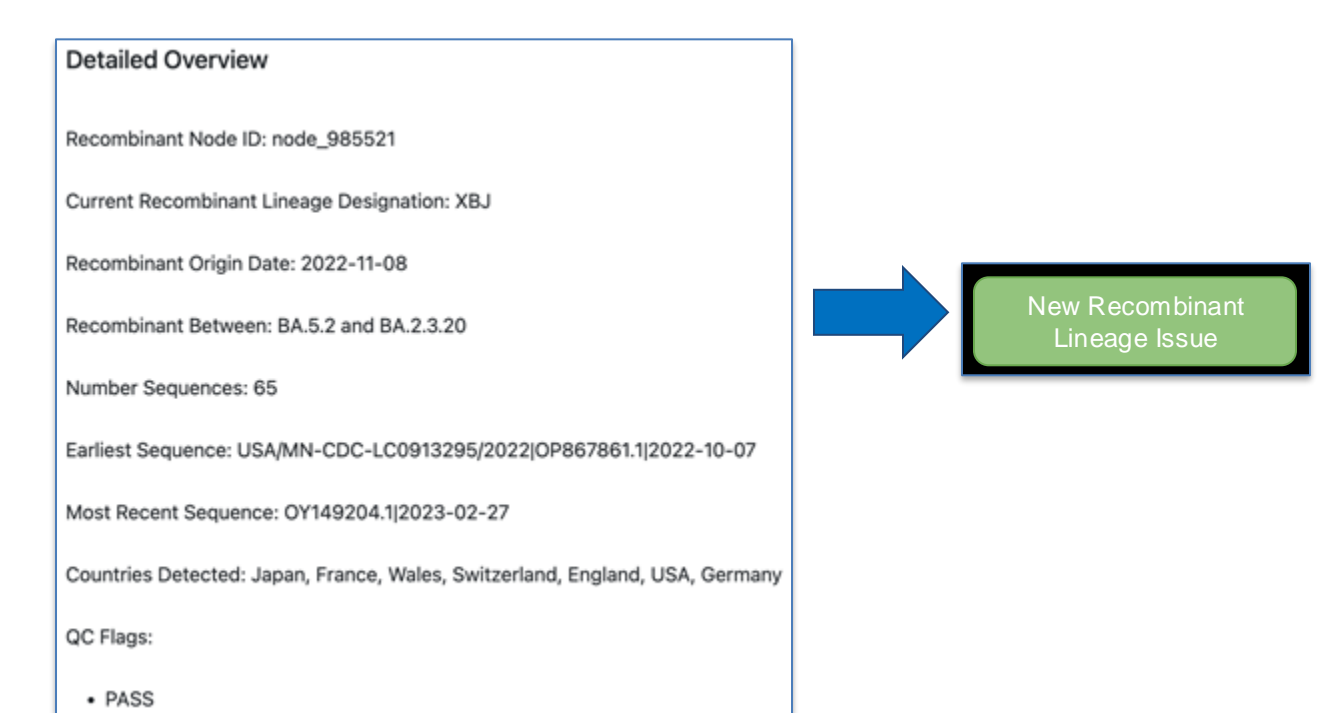 Detailed Overview
Recombinant Node ID: node_985521
Current Recombinant Lineage Designation: XBJ
Recombinant Origin Date: 2022-11-08
Recombinant Between: BA.5.2 and BA.2.3.20
Number Sequences: 65
Earliest Sequence: USA/MN-CDC-LC0913295/2022|OP867861.1|2022-10-07
Most Recent Sequence: OY149204.1|2023-02-27
Countries Detected: Japan, France, Wales, Switzerland, England, USA, Germany
QC Flags:
• PASS
New Recombinant
Lineage Issue